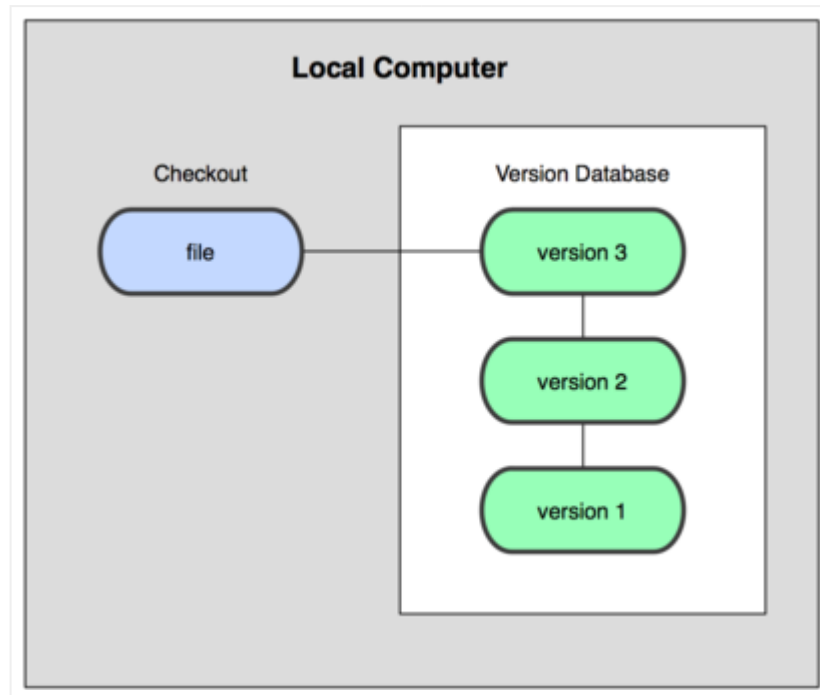 Local Computer
Checkout
Version Database
file
version 3
version 2
version 1